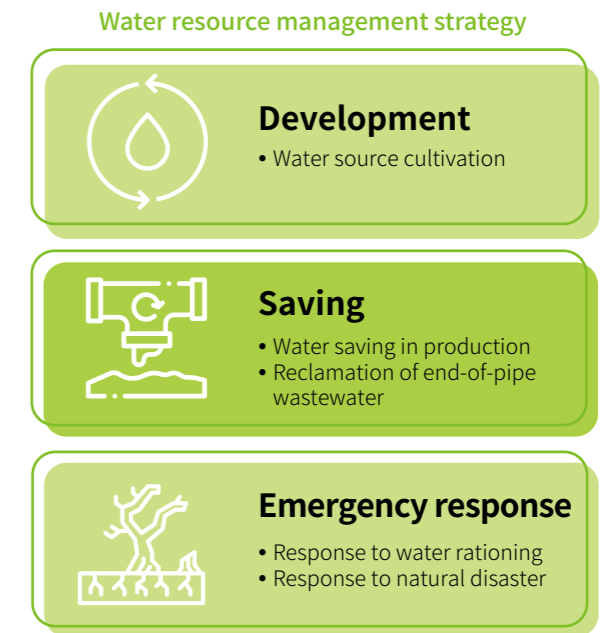 Water resource management strategy
Development
• Water source cultivation
Saving
• Water saving in production
• Reclamation of end-of-pipe
wastewater
Emergency response
• Response to water rationing
• Response to natural disaster